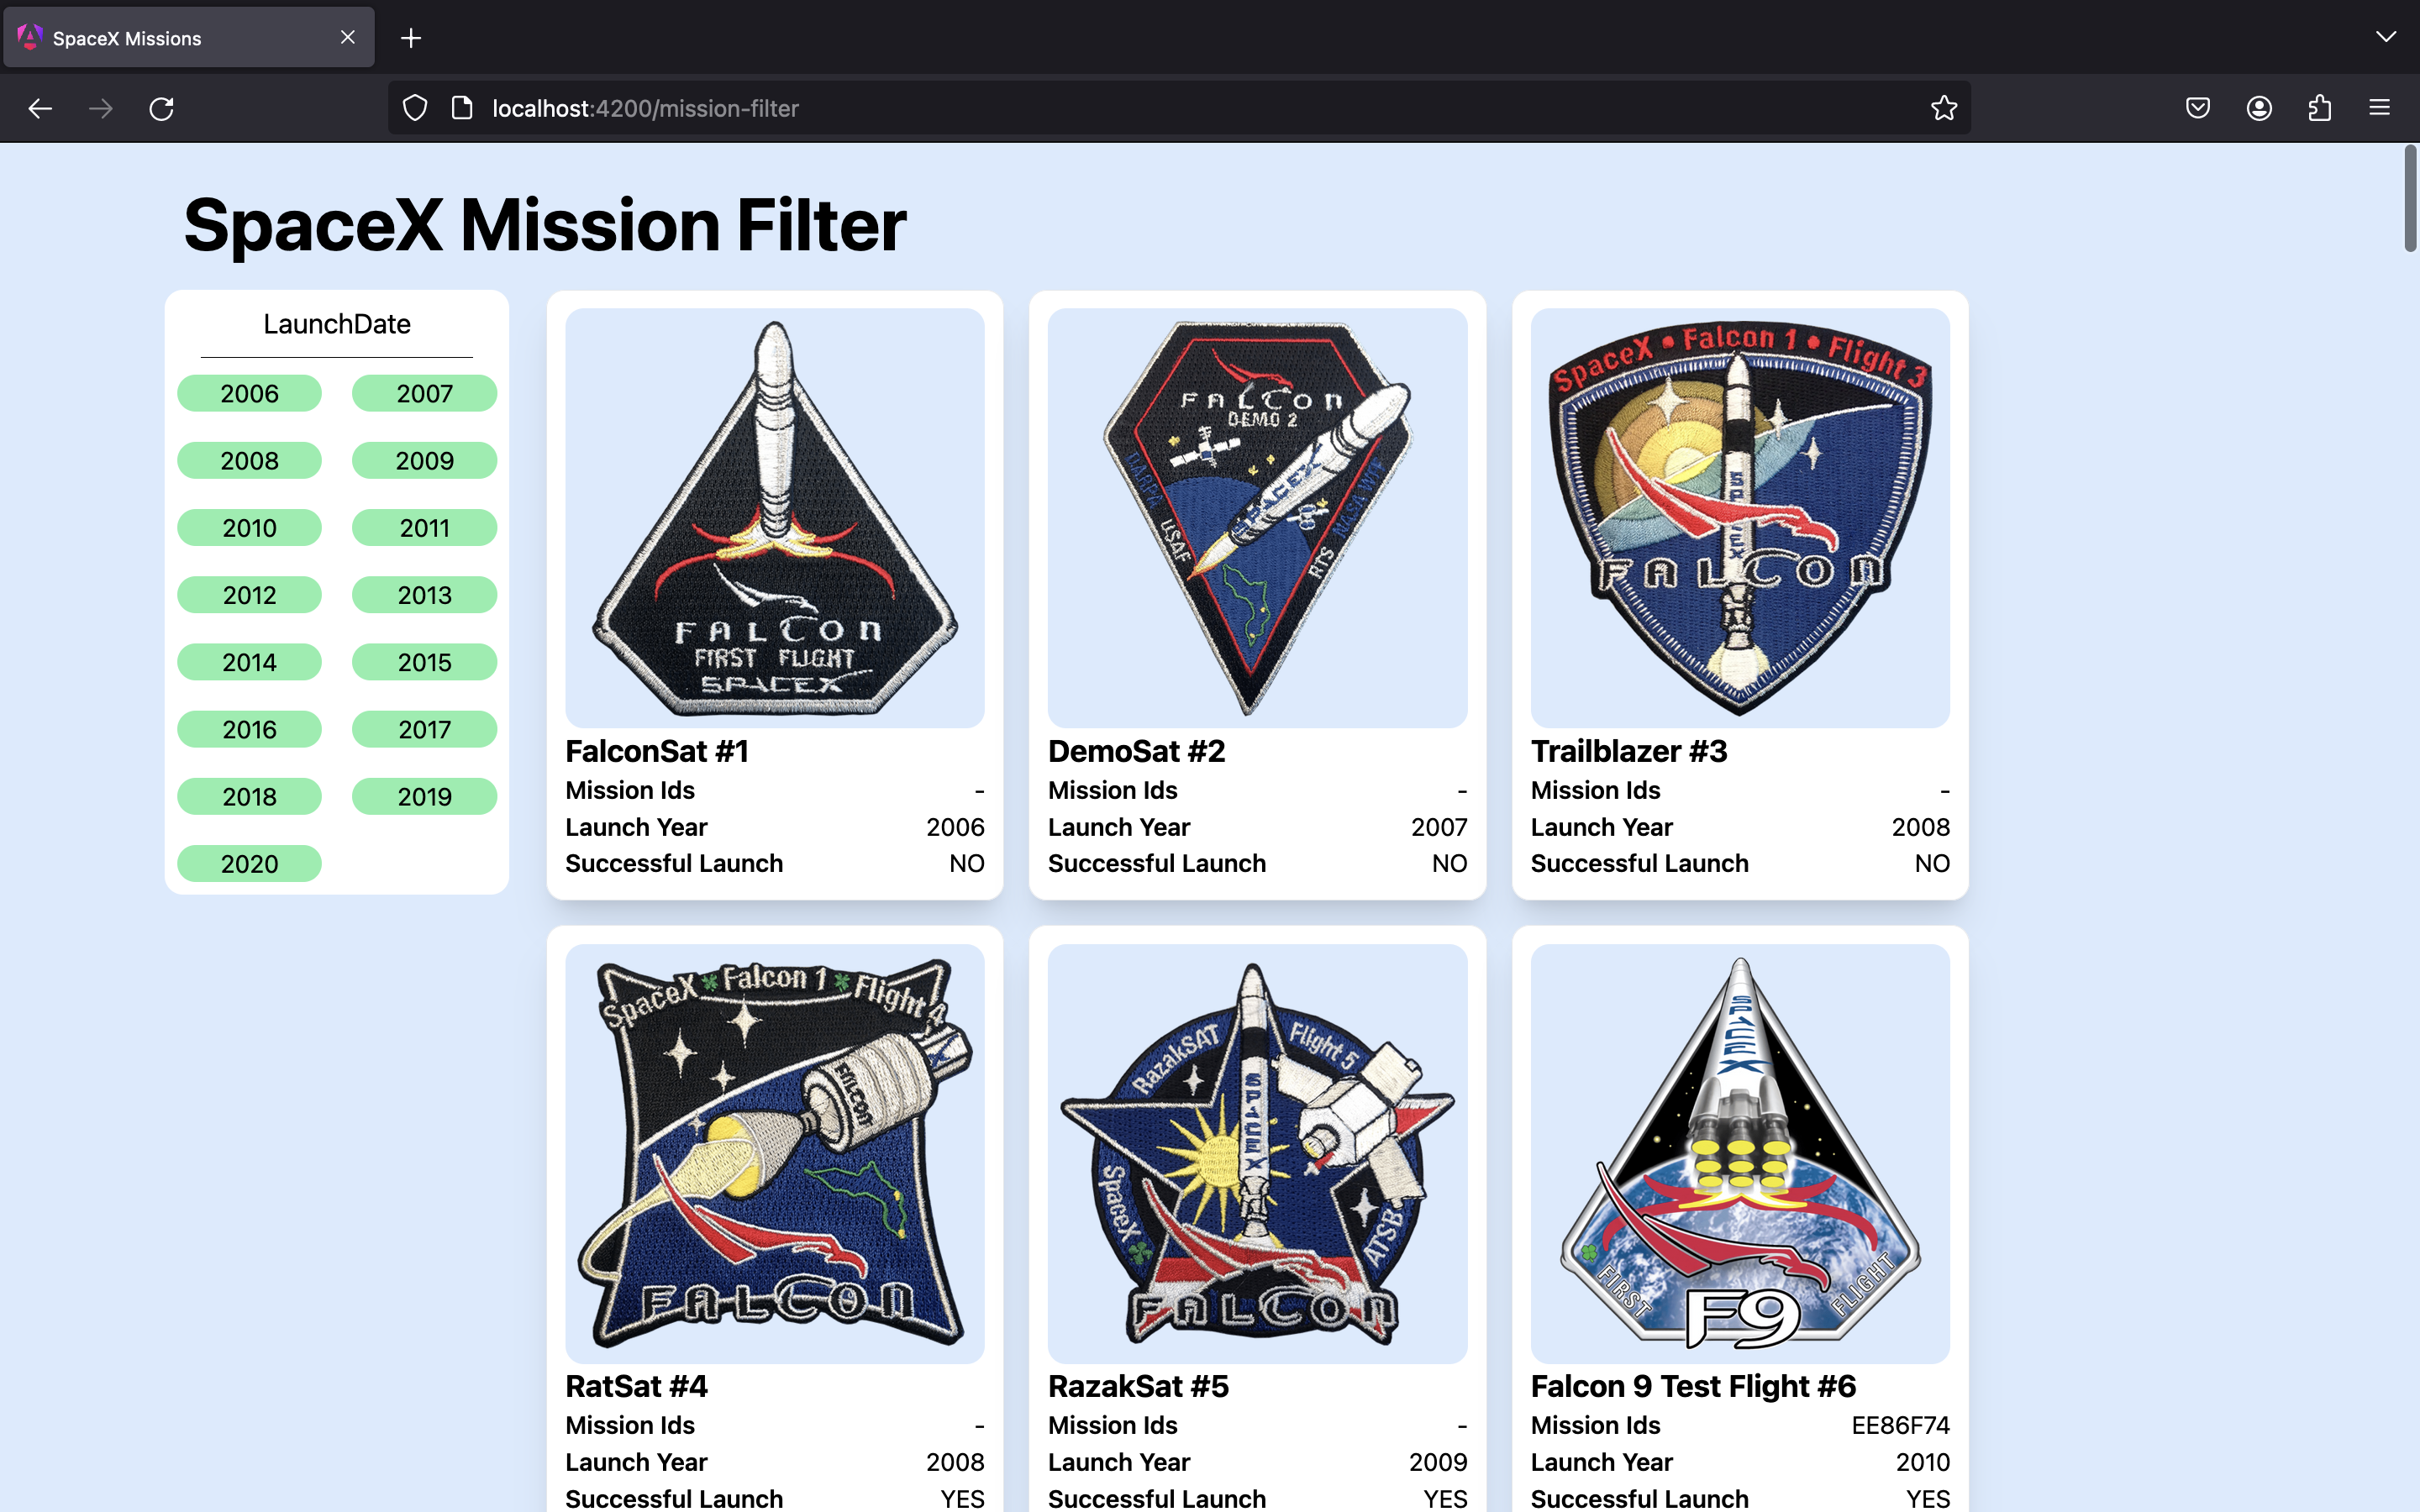 SpaceX Missions
localhost:4200/mission-filter
SpaceX Mission Filter
LaunchDate
2006 2007
2008 2009
2010 2011
2012 2013
2014 2015
2016 2017
2018 2019
2020
FALCON
FIRST FLIGHT
SPACEX
FalconSat #1
Mission Ids -
Launch Year 2006
Successful Launch NO
FALCON
DEMO 2
SPACEX
DARPA
USAF
RTS
NASA WFF
DemoSat #2
Mission Ids -
Launch Year 2007
Successful Launch NO
SpaceX • Falcon 1 • Flight 3
SPACEX
FALCON
Trailblazer #3
Mission Ids -
Launch Year 2008
Successful Launch NO
SpaceX Falcon 1 Flight 4
FALCON
FALCON
RatSat #4
Mission Ids -
Launch Year 2008
Successful Launch YES
RazakSAT
Flight 5
SPACEX
SpaceX
ATSB
FALCON
RazakSat #5
Mission Ids -
Launch Year 2009
Successful Launch YES
SPACEX
FIRST
FLIGHT
F9
Falcon 9 Test Flight #6
Mission Ids EE86F74
Launch Year 2010
Successful Launch YES